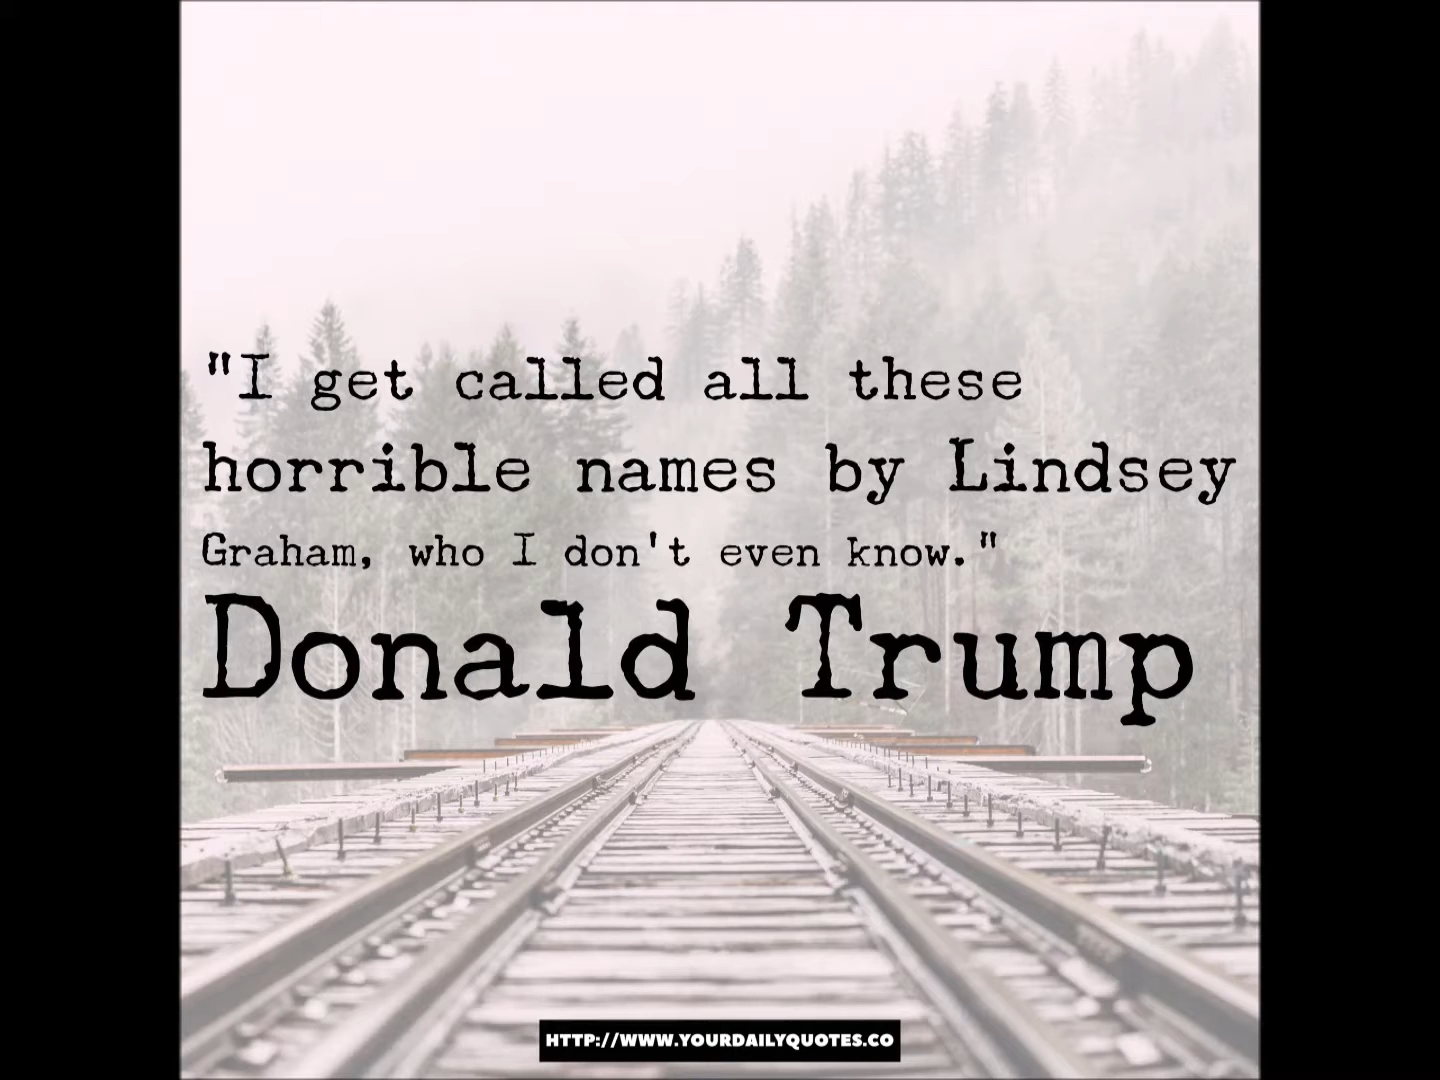 "I get called all these
horrible names by Lindsey
Graham, who I don't even know."
Donald Trump
HTTP://WWW.YOURDAILYQUOTES.CO